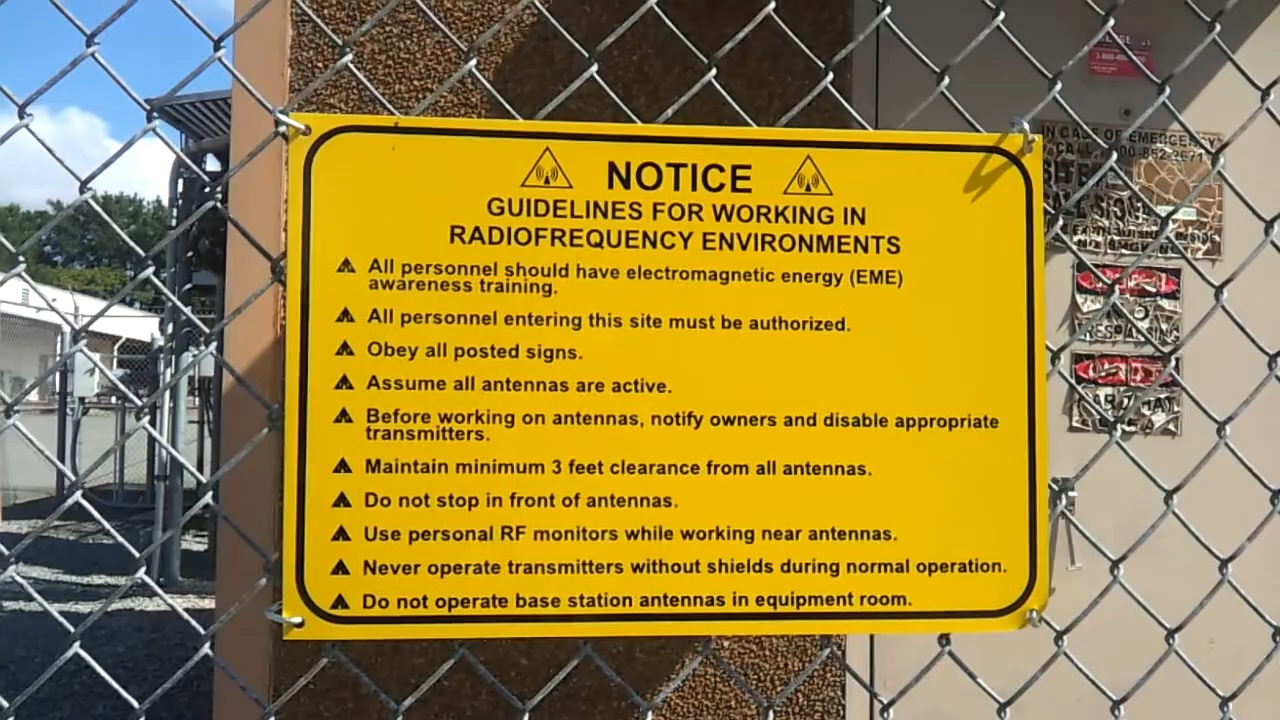 NOTICE
GUIDELINES FOR WORKING IN
RADIOFREQUENCY ENVIRONMENTS
All personnel should have electromagnetic energy (EME)
awareness training.
All personnel entering this site must be authorized.
Obey all posted signs.
Assume all antennas are active.
Before working on antennas, notify owners and disable appropriate
transmitters.
Maintain minimum 3 feet clearance from all antennas.
Do not stop in front of antennas.
Use personal RF monitors while working near antennas.
Never operate transmitters without shields during normal operation.
Do not operate base station antennas in equipment room.
IN CASE OF EMERGENCY
CALL
NO SMOKING
TRESPASSING